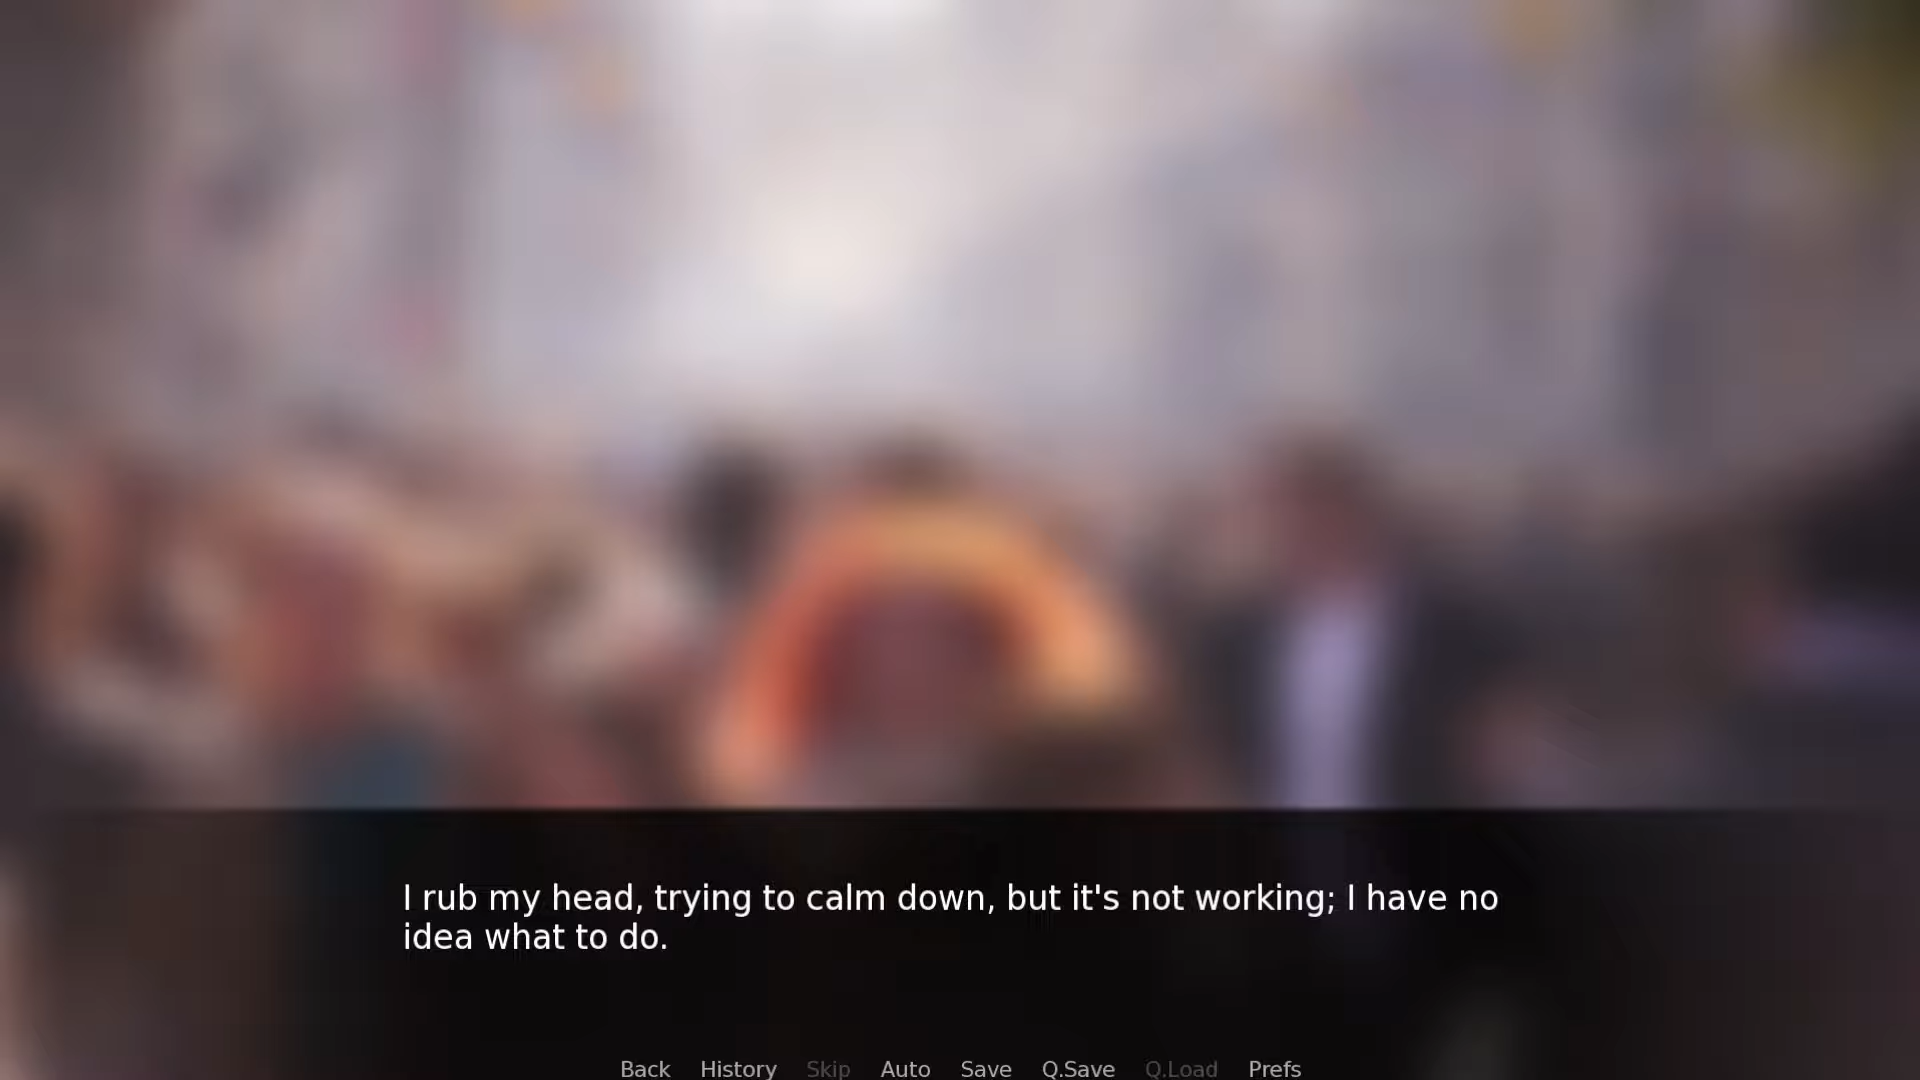 I rub my head, trying to calm down, but it's not working; I have no
idea what to do.
Back History Skip Auto Save Q.Save Q.Load Prefs